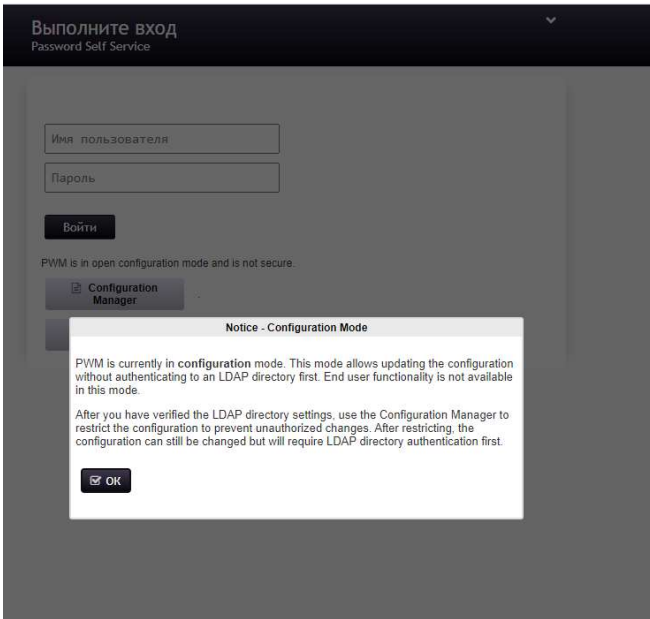 Выполните вход
Password Self Service
Имя пользователя
Пароль
Войти
PWM is in open configuration mode and is not secure.
Configuration
Manager
Notice - Configuration Mode
PWM is currently in configuration mode. This mode allows updating the configuration
without authenticating to an LDAP directory first. End user functionality is not available
in this mode.
After you have verified the LDAP directory settings, use the Configuration Manager to
restrict the configuration to prevent unauthorized changes. After restricting, the
configuration can still be changed but will require LDAP directory authentication first.
OK